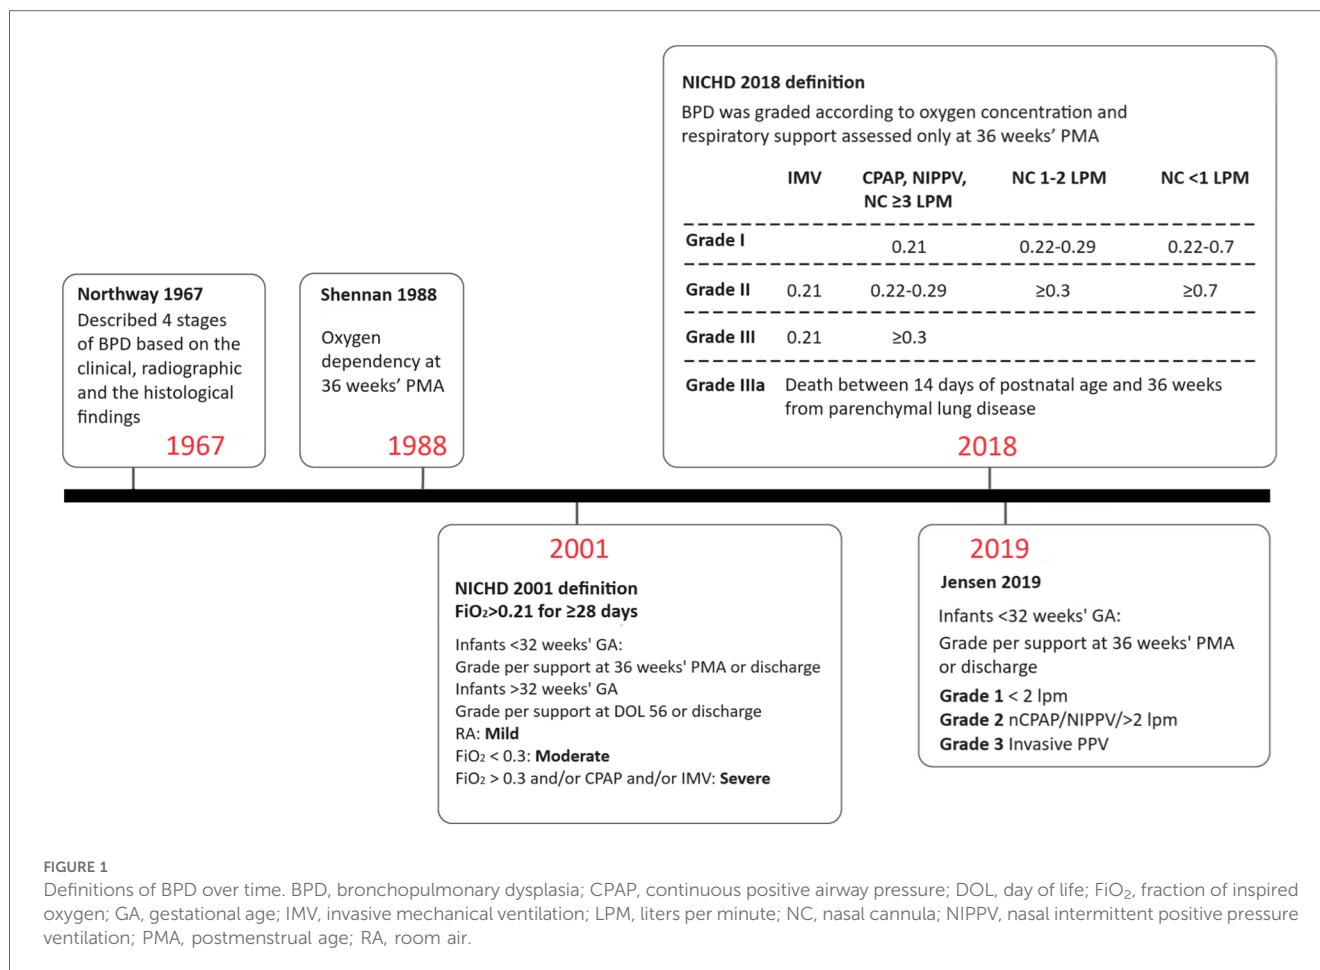 Northway 1967
Described 4 stages
of BPD based on the
clinical, radiographic
and the histological
findings
1967
Shennan 1988
Oxygen
dependency at
36 weeks’ PMA
1988
NICHD 2018 definition
BPD was graded according to oxygen concentration and
respiratory support assessed only at 36 weeks’ PMA
IMV CPAP, NIPPV, NC 1-2 LPM NC <1 LPM
NC ≥3 LPM
Grade I 0.21 0.22-0.29 0.22-0.7
Grade II 0.21 0.22-0.29 ≥0.3 ≥0.7
Grade III 0.21 ≥0.3
Grade IIIa Death between 14 days of postnatal age and 36 weeks
from parenchymal lung disease
2018
2001
NICHD 2001 definition
FiO₂>0.21 for ≥28 days
Infants <32 weeks' GA:
Grade per support at 36 weeks' PMA or discharge
Infants >32 weeks' GA
Grade per support at DOL 56 or discharge
RA: Mild
FiO₂ < 0.3: Moderate
FiO₂ > 0.3 and/or CPAP and/or IMV: Severe
2019
Jensen 2019
Infants <32 weeks' GA:
Grade per support at 36 weeks' PMA
or discharge
Grade 1 < 2 lpm
Grade 2 nCPAP/NIPPV/>2 lpm
Grade 3 Invasive PPV
FIGURE 1
Definitions of BPD over time. BPD, bronchopulmonary dysplasia; CPAP, continuous positive airway pressure; DOL, day of life; FiO₂, fraction of inspired
oxygen; GA, gestational age; IMV, invasive mechanical ventilation; LPM, liters per minute; NC, nasal cannula; NIPPV, nasal intermittent positive pressure
ventilation; PMA, postmenstrual age; RA, room air.